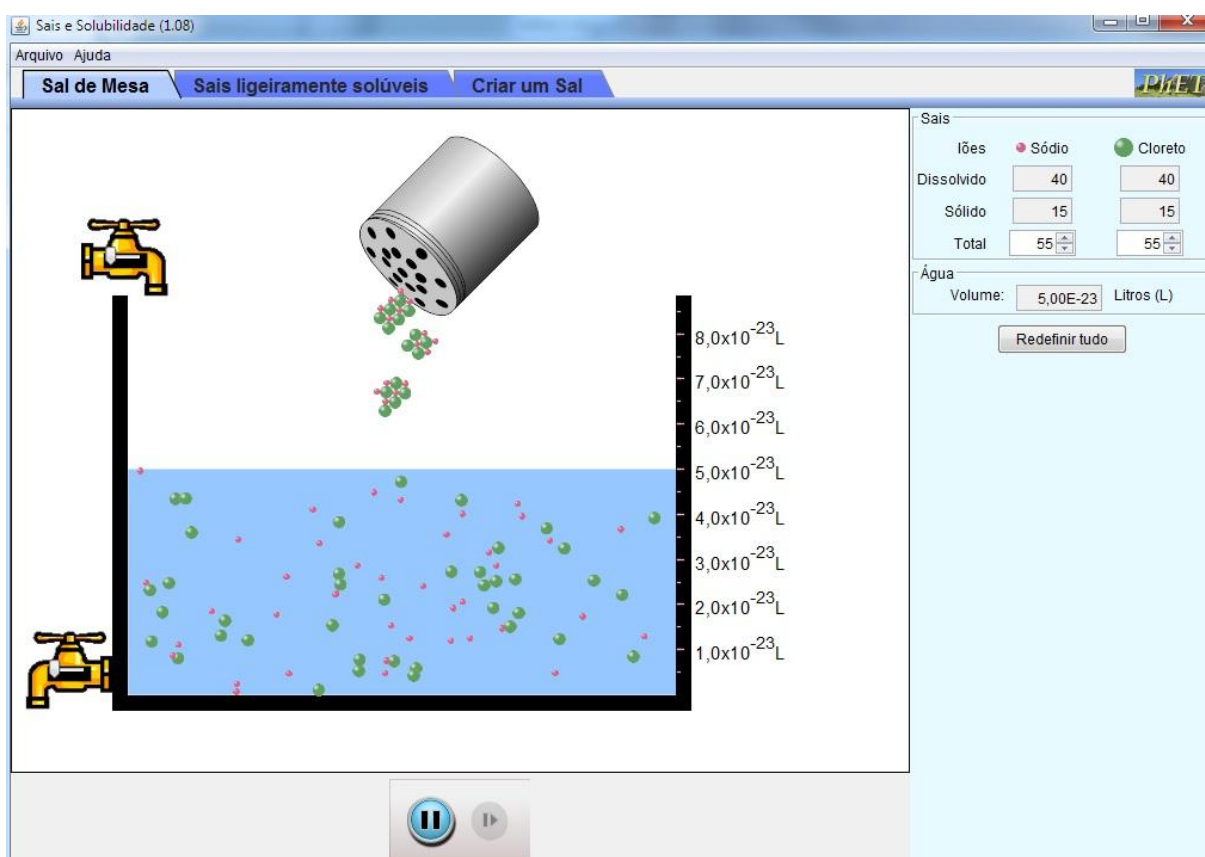 Sais e Solubilidade (1.08)
Arquivo Ajuda
Sal de Mesa Sais ligeiramente solúveis Criar um Sal
PhET
Sais
Iões Sódio Cloreto
Dissolvido 40 40
Sólido 15 15
Total 55 55
Água
Volume: 5,00E-23 Litros (L)
Redefinir tudo
8,0x10⁻²³L
7,0x10⁻²³L
6,0x10⁻²³L
5,0x10⁻²³L
4,0x10⁻²³L
3,0x10⁻²³L
2,0x10⁻²³L
1,0x10⁻²³L